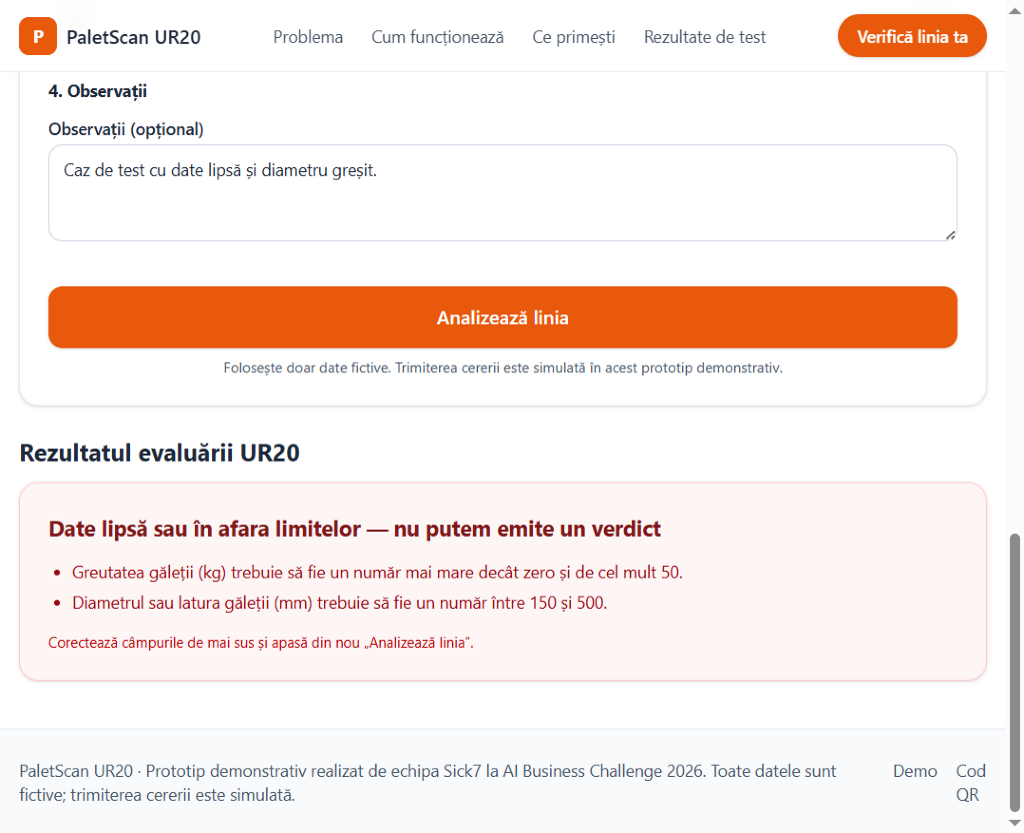 P
PaletScan UR20
Problema
Cum funcționează
Ce primești
Rezultate de test
Verifică linia ta
4. Observații
Observații (opțional)
Caz de test cu date lipsă și diametru greșit.
Analizează linia
Folosește doar date fictive. Trimiterea cererii este simulată în acest prototip demonstrativ.
Rezultatul evaluării UR20
Date lipsă sau în afara limitelor — nu putem emite un verdict
• Greutatea găleții (kg) trebuie să fie un număr mai mare decât zero și de cel mult 50.
• Diametrul sau latura găleții (mm) trebuie să fie un număr între 150 și 500.
Corectează câmpurile de mai sus și apasă din nou „Analizează linia”.
PaletScan UR20 · Prototip demonstrativ realizat de echipa Sick7 la AI Business Challenge 2026. Toate datele sunt
fictive; trimiterea cererii este simulată.
Demo
Cod
QR